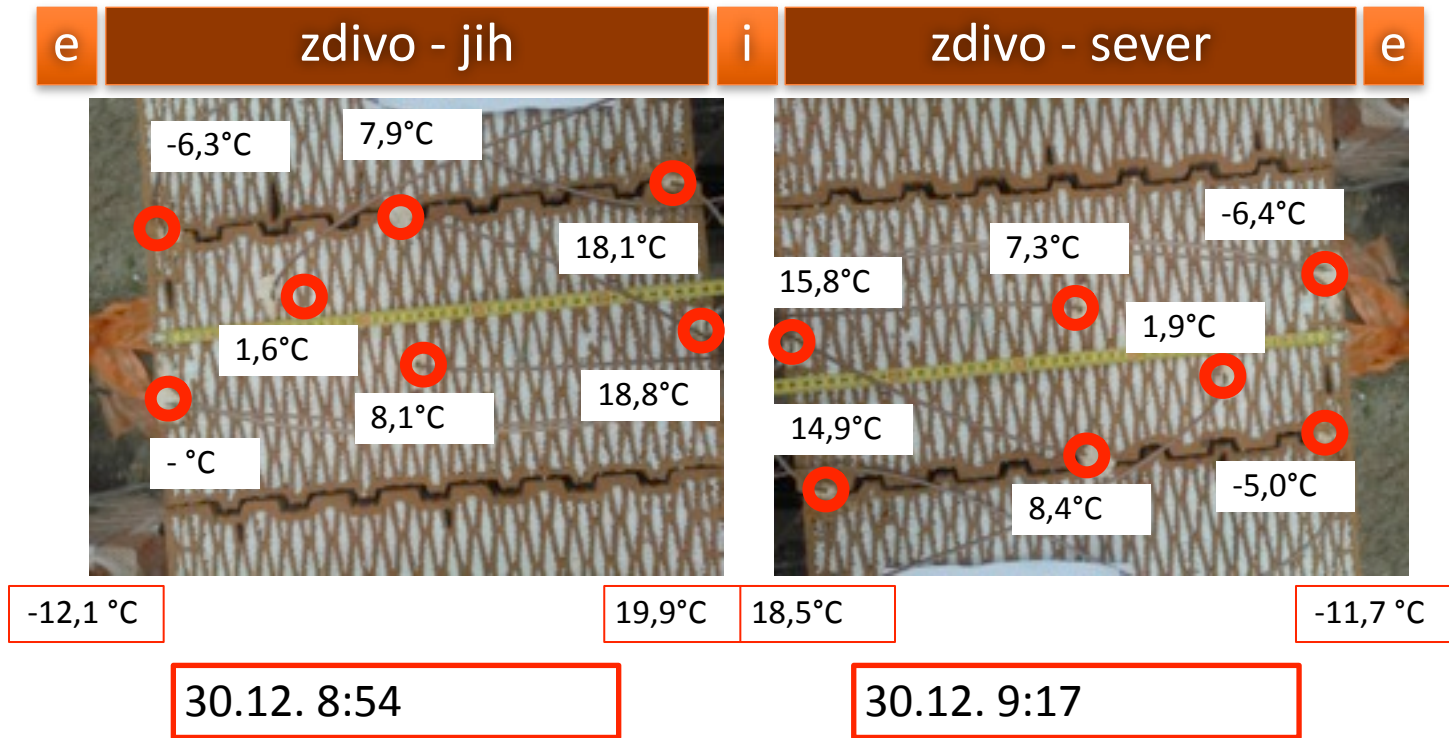 e
zdivo - jih
i
zdivo - sever
e
-6,3°C
7,9°C
18,1°C
1,6°C
18,8°C
8,1°C
- °C
-6,4°C
7,3°C
15,8°C
1,9°C
14,9°C
-5,0°C
8,4°C
-12,1 °C
19,9°C
18,5°C
-11,7 °C
30.12. 8:54
30.12. 9:17